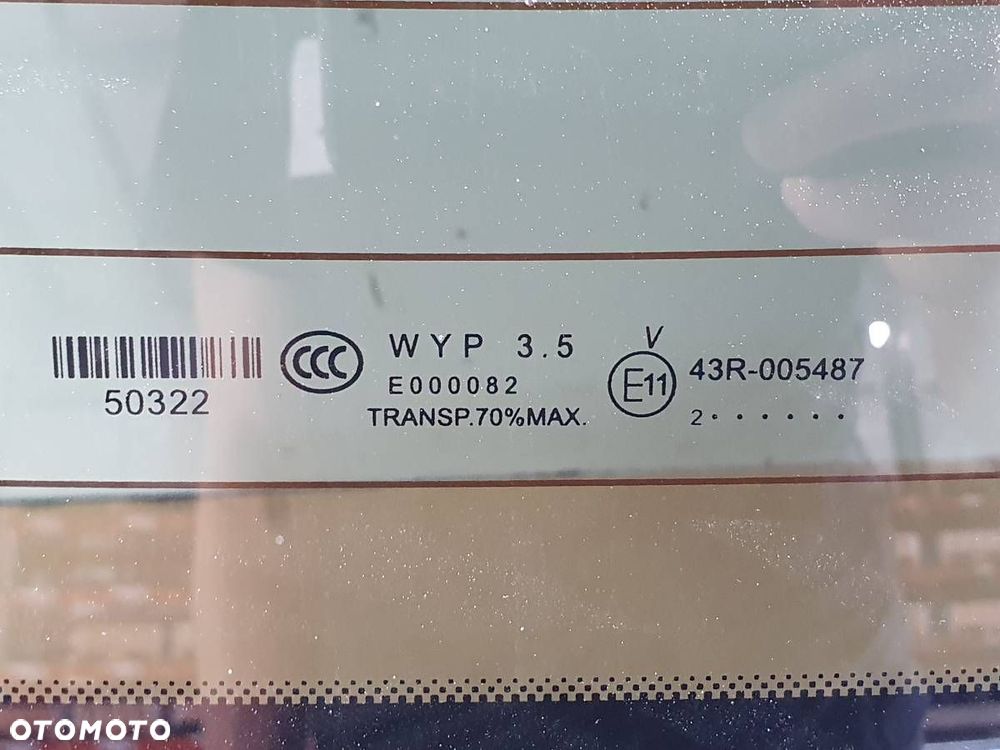 V
CCC WYP 3.5 E11 43R-005487
E000082
50322 TRANSP.70%MAX. 2 · · · · · ·
OTOMOTO